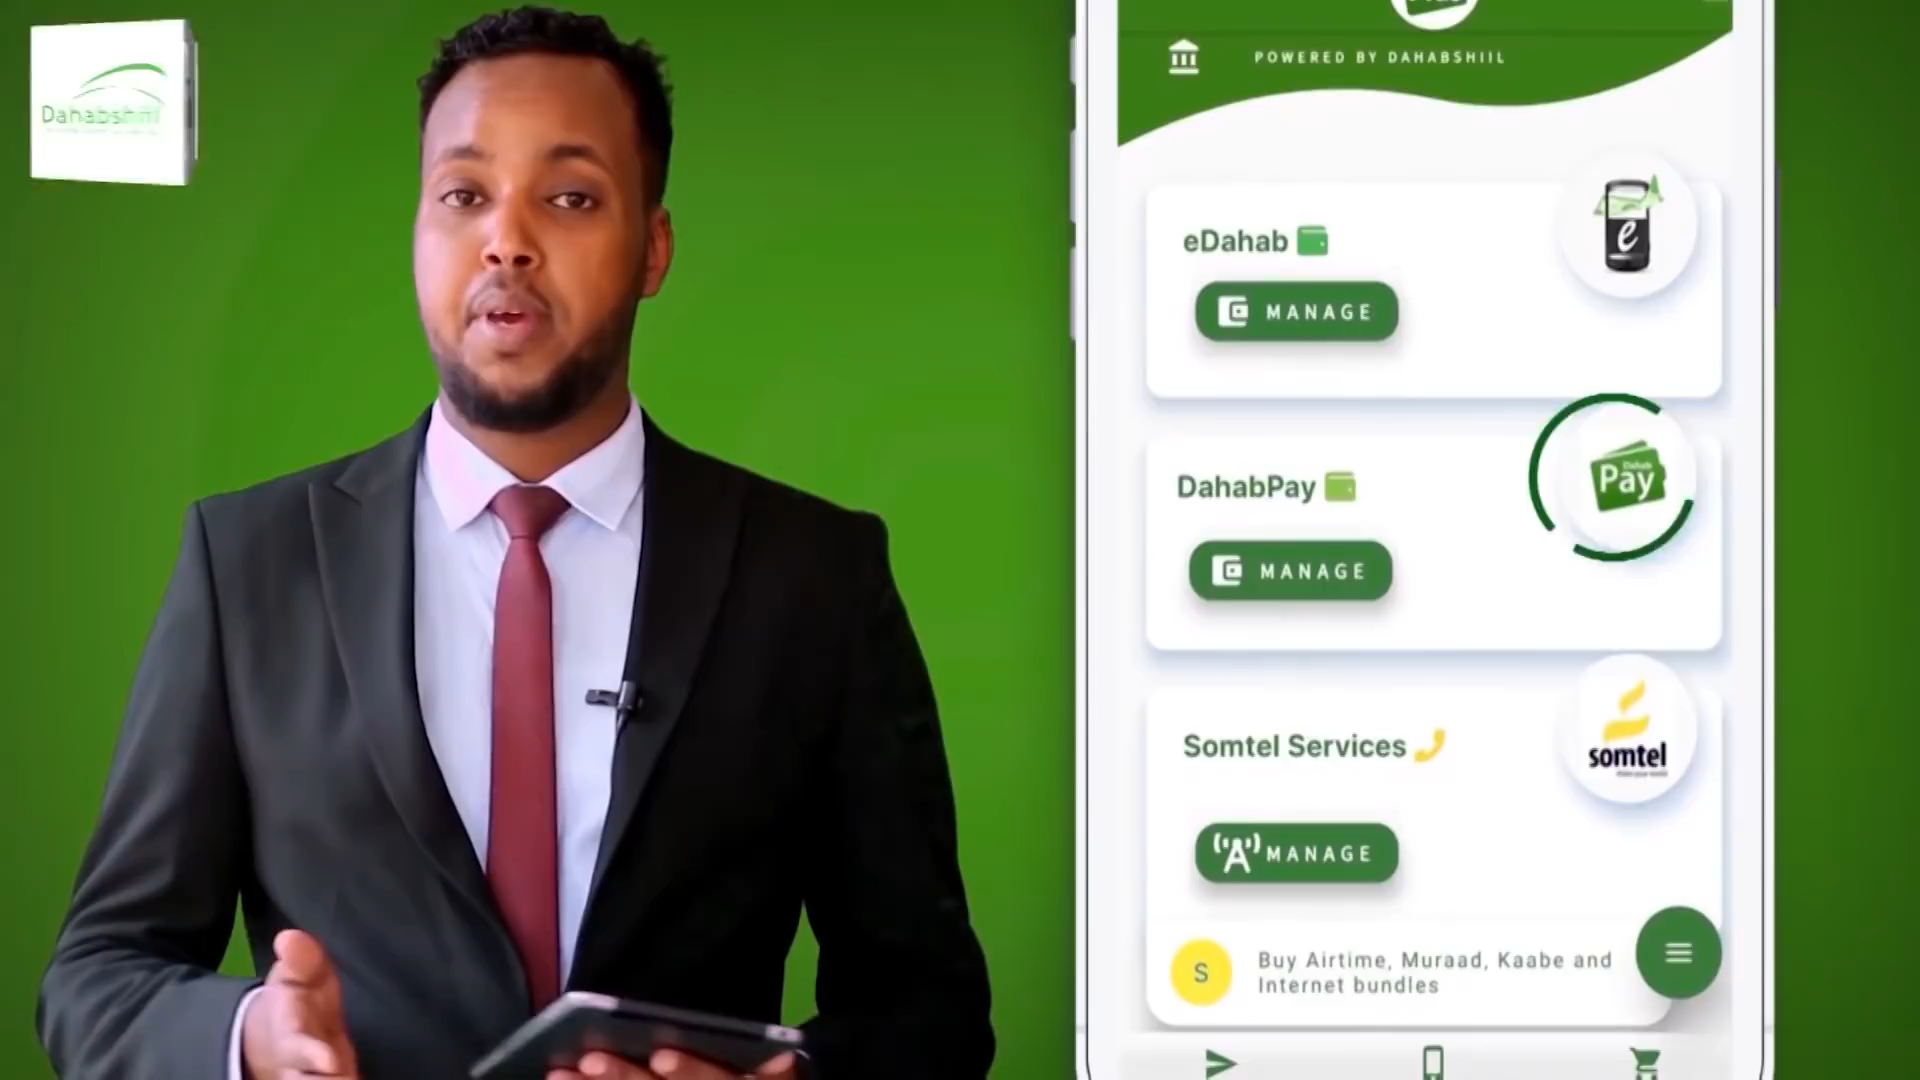 Dahabshiil
POWERED BY DAHABSHIIL
eDahab
e
MANAGE
DahabPay
Dahab
Pay
MANAGE
Somtel Services
somtel
MANAGE
S
Buy Airtime, Muraad, Kaabe and
Internet bundles